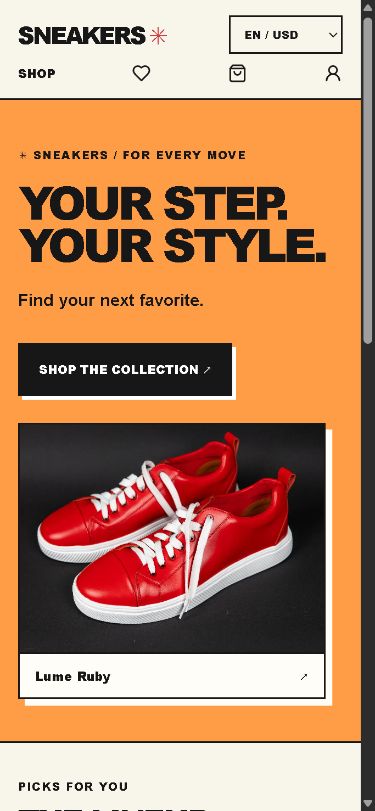 SNEAKERS✳
EN / USD
SHOP
✳ SNEAKERS / FOR EVERY MOVE
YOUR STEP.
YOUR STYLE.
Find your next favorite.
SHOP THE COLLECTION ↗
Lume Ruby ↗
PICKS FOR YOU